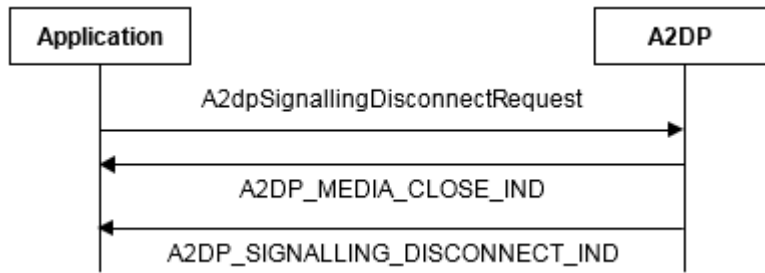 Application
A2DP
A2dpSignallingDisconnectRequest
A2DP_MEDIA_CLOSE_IND
A2DP_SIGNALLING_DISCONNECT_IND